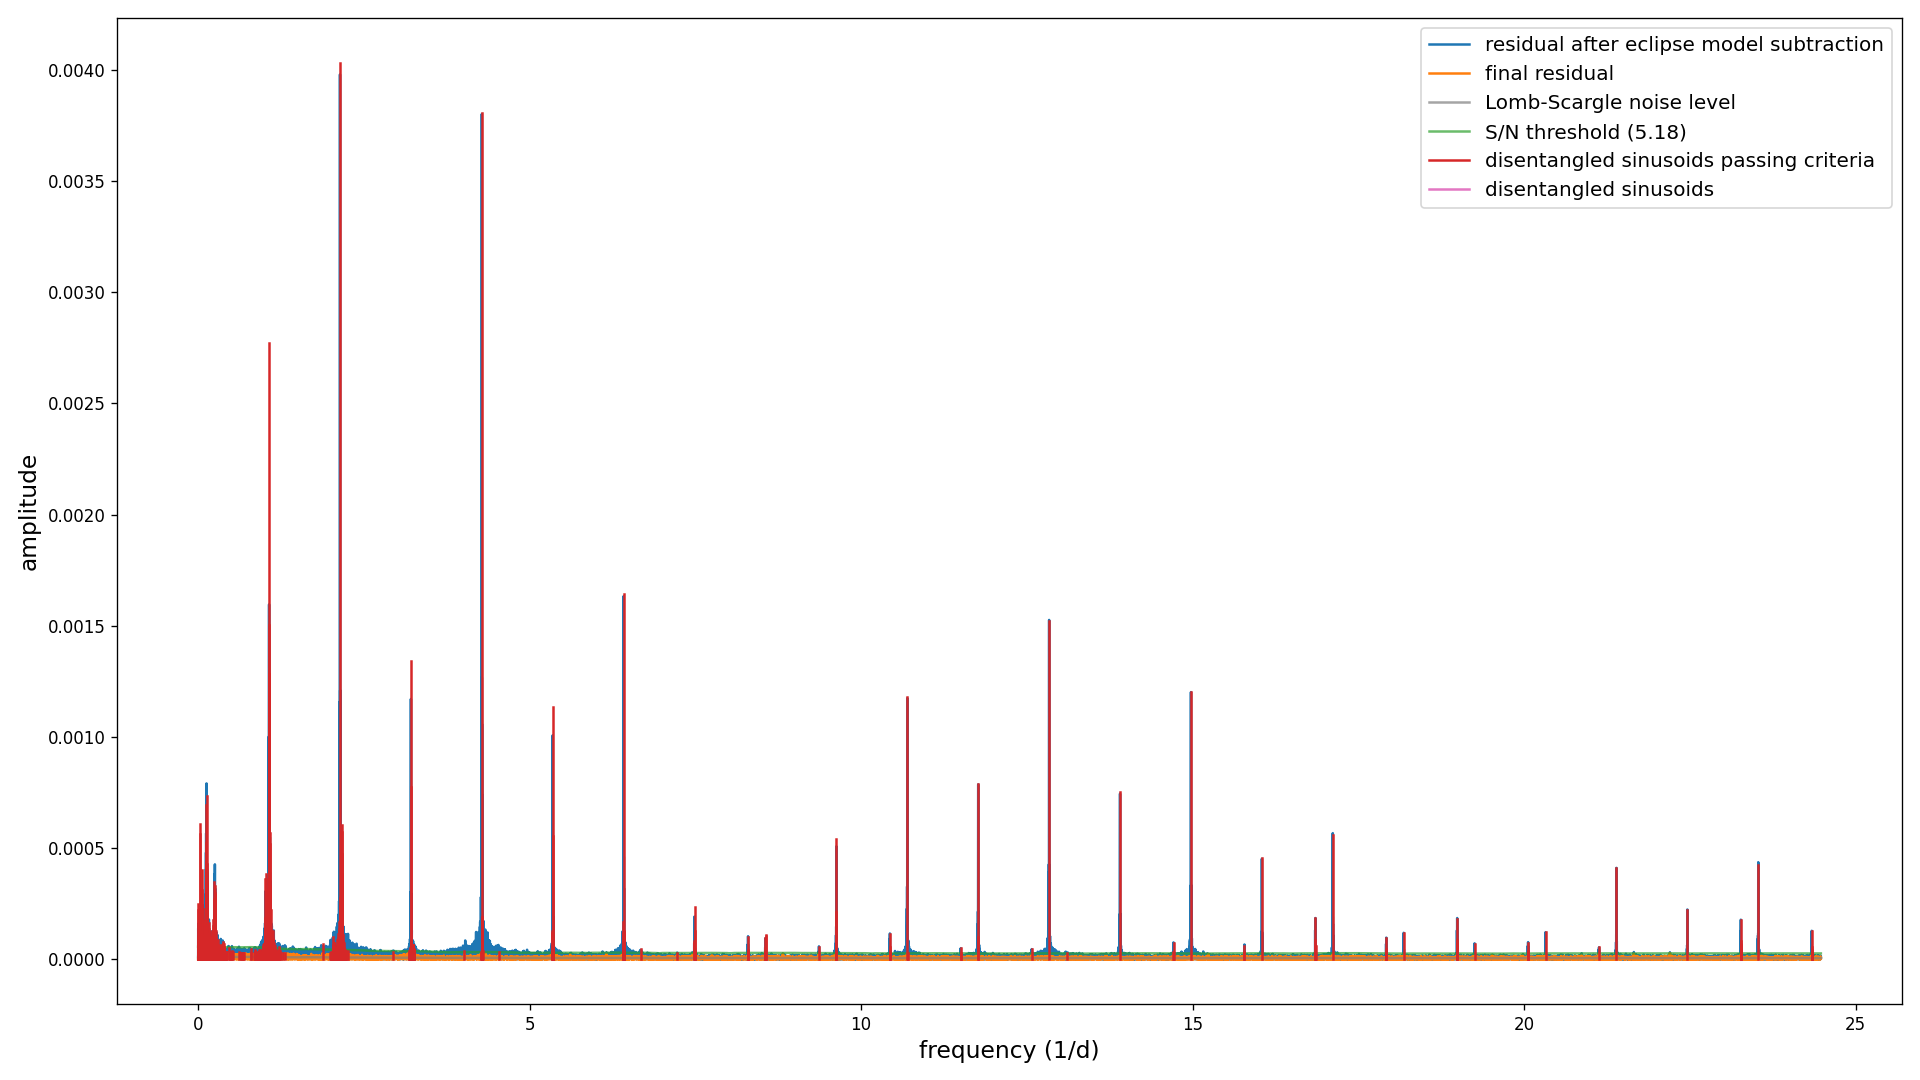 residual after eclipse model subtraction
final residual
Lomb-Scargle noise level
S/N threshold (5.18)
disentangled sinusoids passing criteria
disentangled sinusoids
amplitude
0.0040
0.0035
0.0030
0.0025
0.0020
0.0015
0.0010
0.0005
0.0000
0 5 10 15 20 25
frequency (1/d)